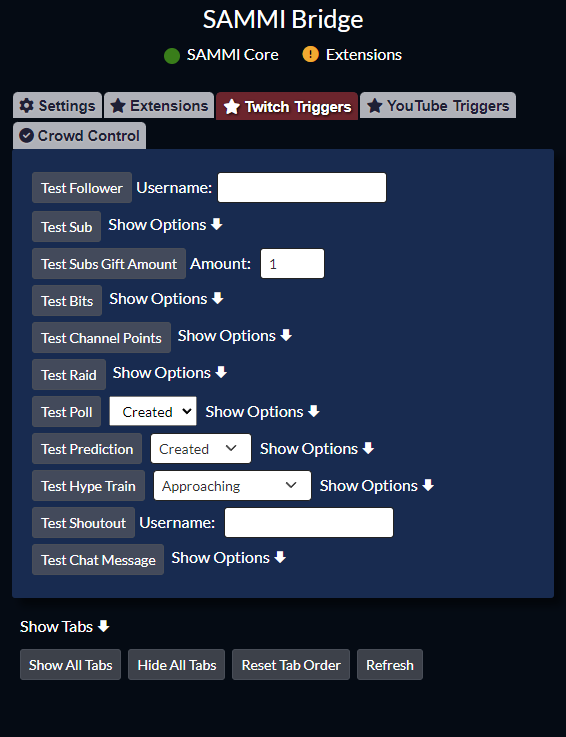 SAMMI Bridge
SAMMI Core Extensions
Settings Extensions Twitch Triggers YouTube Triggers
Crowd Control
Test Follower Username:
Test Sub Show Options
Test Subs Gift Amount Amount: 1
Test Bits Show Options
Test Channel Points Show Options
Test Raid Show Options
Test Poll Created Show Options
Test Prediction Created Show Options
Test Hype Train Approaching Show Options
Test Shoutout Username:
Test Chat Message Show Options
Show Tabs
Show All Tabs Hide All Tabs Reset Tab Order Refresh